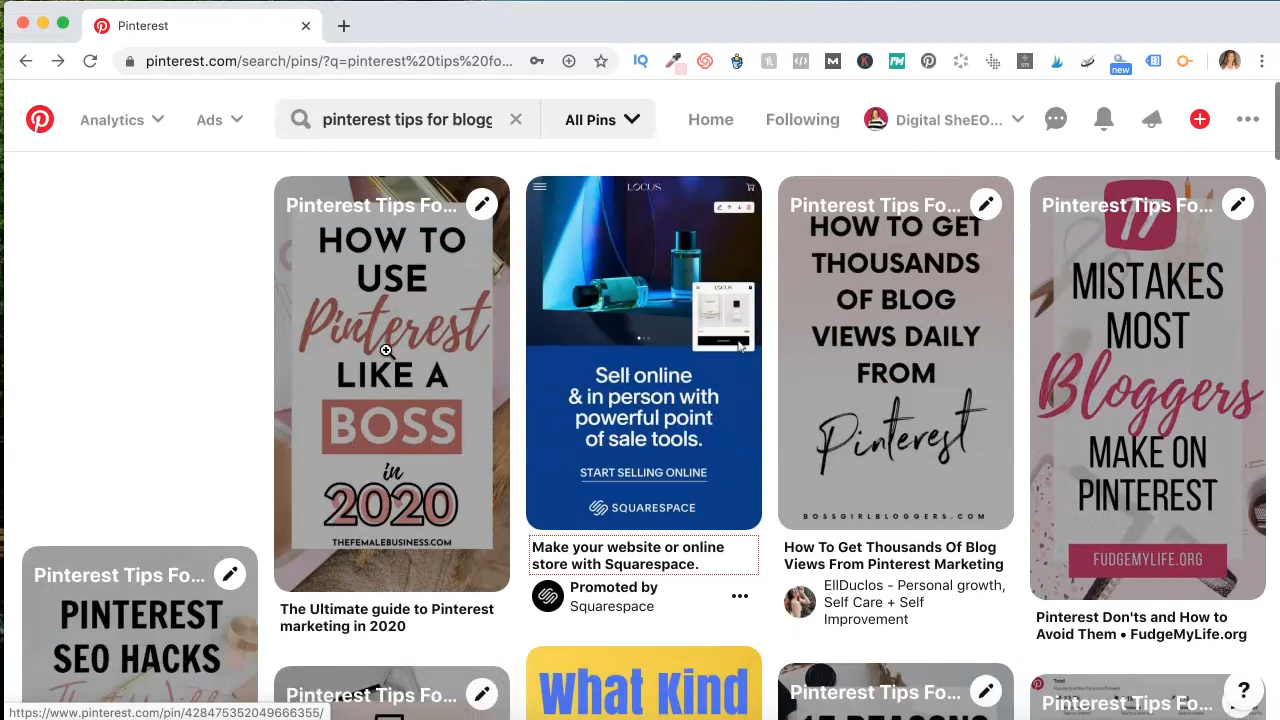 Pinterest
pinterest.com/search/pins/?q=pinterest%20tips%20fo...
IQ
new
Analytics
Ads
pinterest tips for blogg
All Pins
Home
Following
Digital SheEO...
Pinterest Tips Fo...
HOW TO
USE
Pinterest
LIKE A
BOSS
in
2020
THEFEMALEBUSINESS.COM
The Ultimate guide to Pinterest
marketing in 2020
LOCUS
LOCUS
Sell online
& in person with
powerful point
of sale tools.
START SELLING ONLINE
SQUARESPACE
Make your website or online
store with Squarespace.
Promoted by
Squarespace
Pinterest Tips Fo...
HOW TO GET
THOUSANDS
OF BLOG
VIEWS DAILY
FROM
Pinterest
BOSSGIRLBLOGGERS.COM
How To Get Thousands Of Blog
Views From Pinterest Marketing
EllDuclos - Personal growth,
Self Care + Self
Improvement
Pinterest Tips Fo...
17
MISTAKES
MOST
Bloggers
MAKE ON
PINTEREST
FUDGEMYLIFE.ORG
Pinterest Don'ts and How to
Avoid Them • FudgeMyLife.org
Pinterest Tips Fo...
PINTEREST
SEO HACKS
Pinterest Tips Fo...
What Kind
Pinterest Tips Fo...
Pinterest Tips Fo...
?
https://www.pinterest.com/pin/428475352049666355/